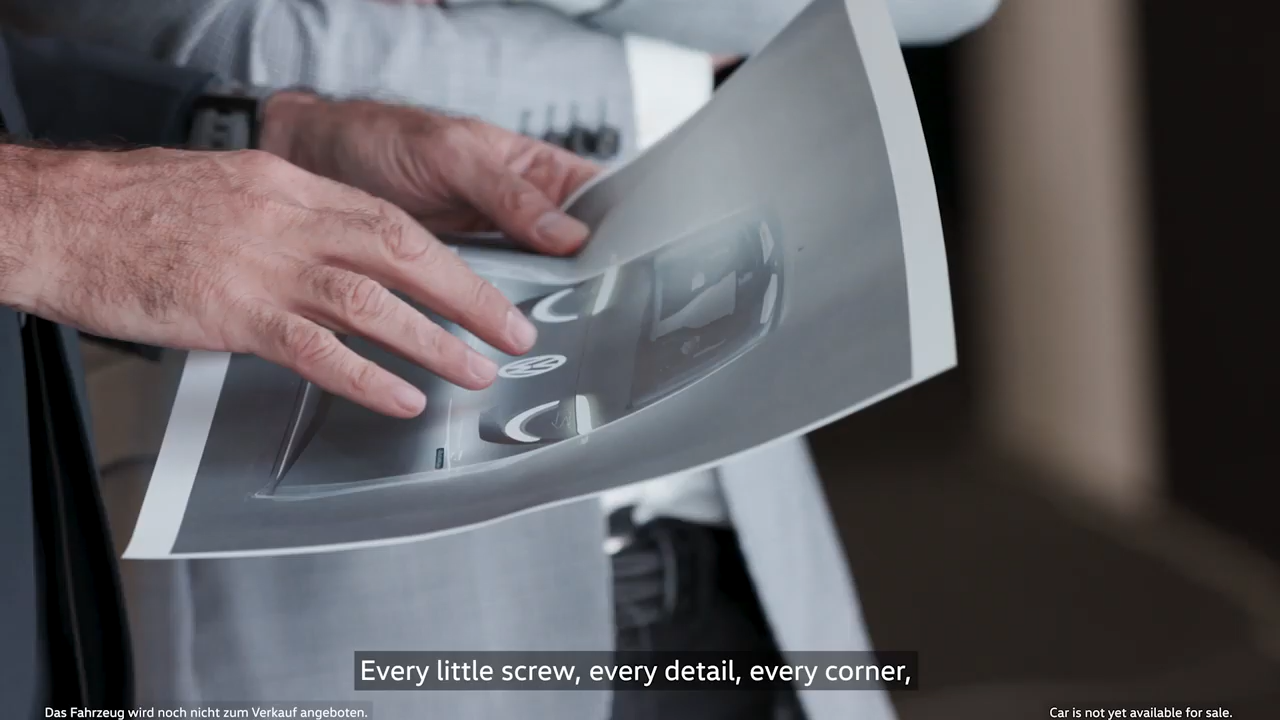 Every little screw, every detail, every corner,
Das Fahrzeug wird noch nicht zum Verkauf angeboten.
Car is not yet available for sale.